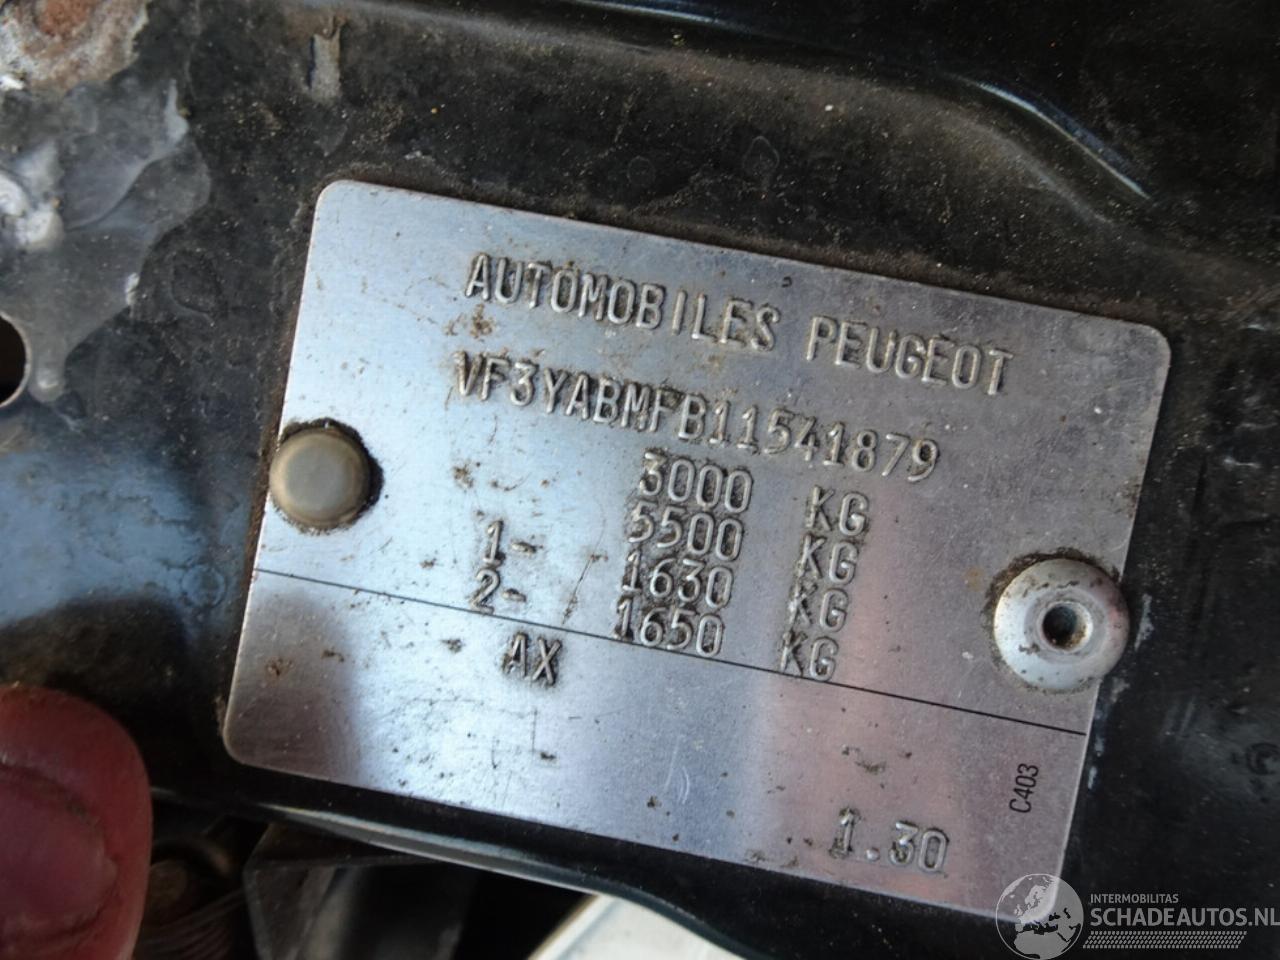 AUTOMOBILES PEUGEOT
VF3YABMFB11541879
3000 KG
5500 KG
1- 1630 KG
2- 1650 KG
AX
C403
1.30
INTERMOBILITAS
SCHADEAUTOS.NL